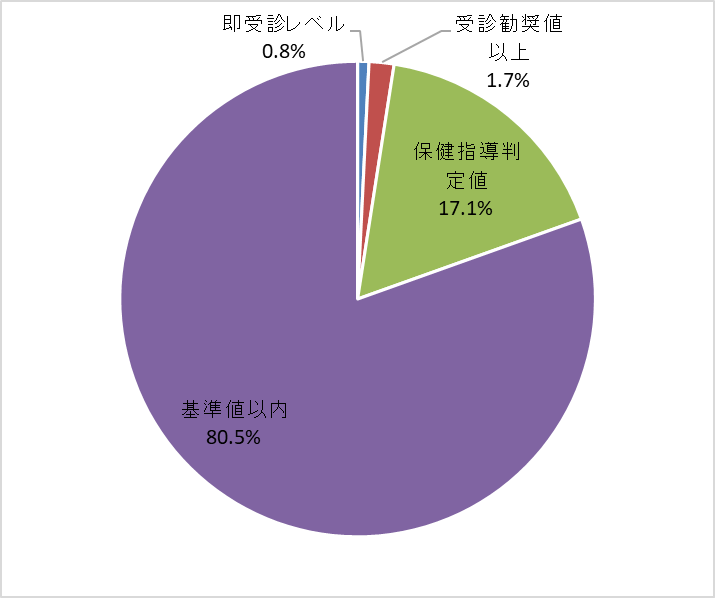 即受診レベル
0.8%
受診勧奨値
以上
1.7%
保健指導判
定値
17.1%
基準値以内
80.5%